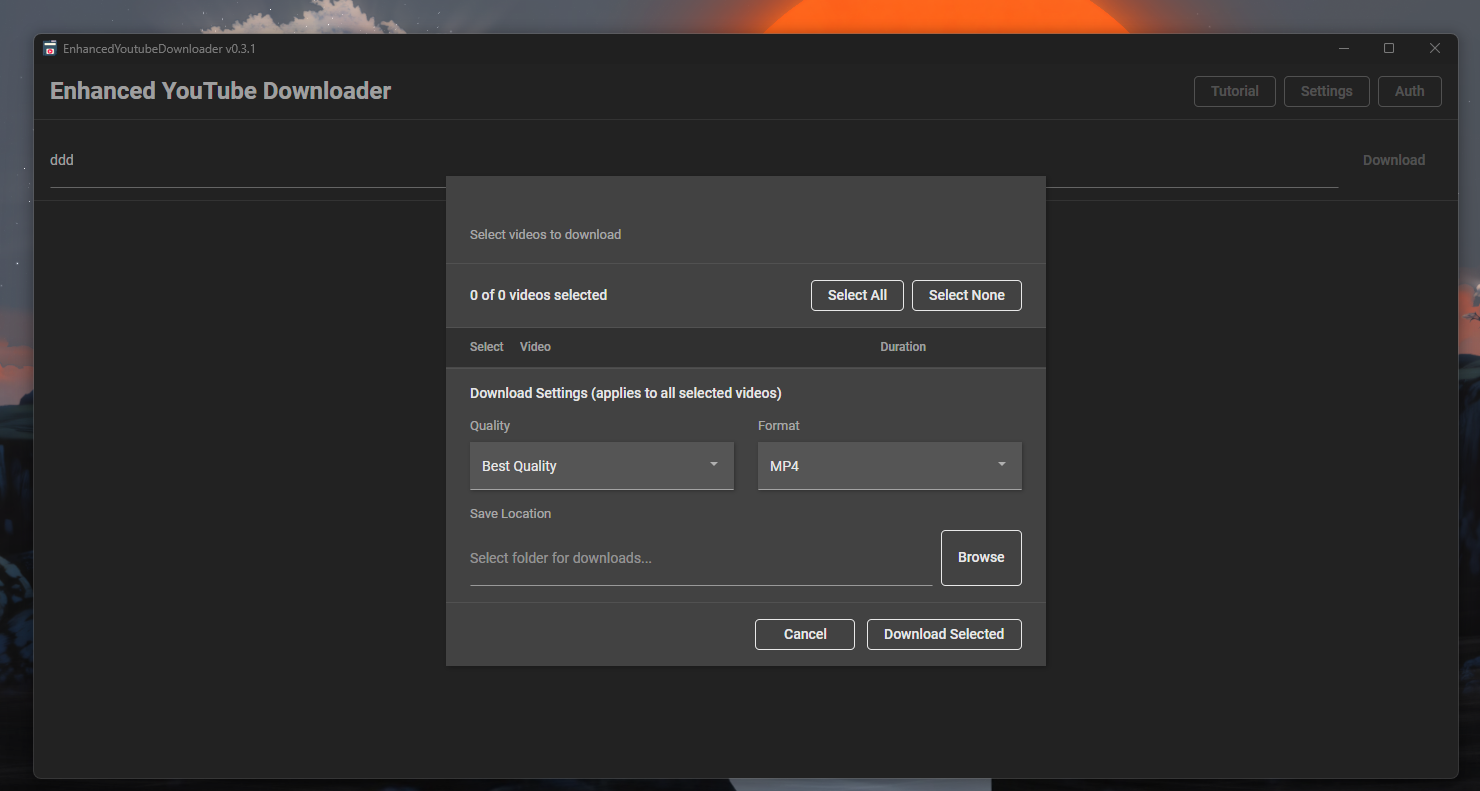 EnhancedYoutubeDownloader v0.3.1
Enhanced YouTube Downloader
Tutorial Settings Auth
ddd Download
Select videos to download
0 of 0 videos selected Select All Select None
Select Video Duration
Download Settings (applies to all selected videos)
Quality Format
Best Quality MP4
Save Location
Select folder for downloads... Browse
Cancel Download Selected